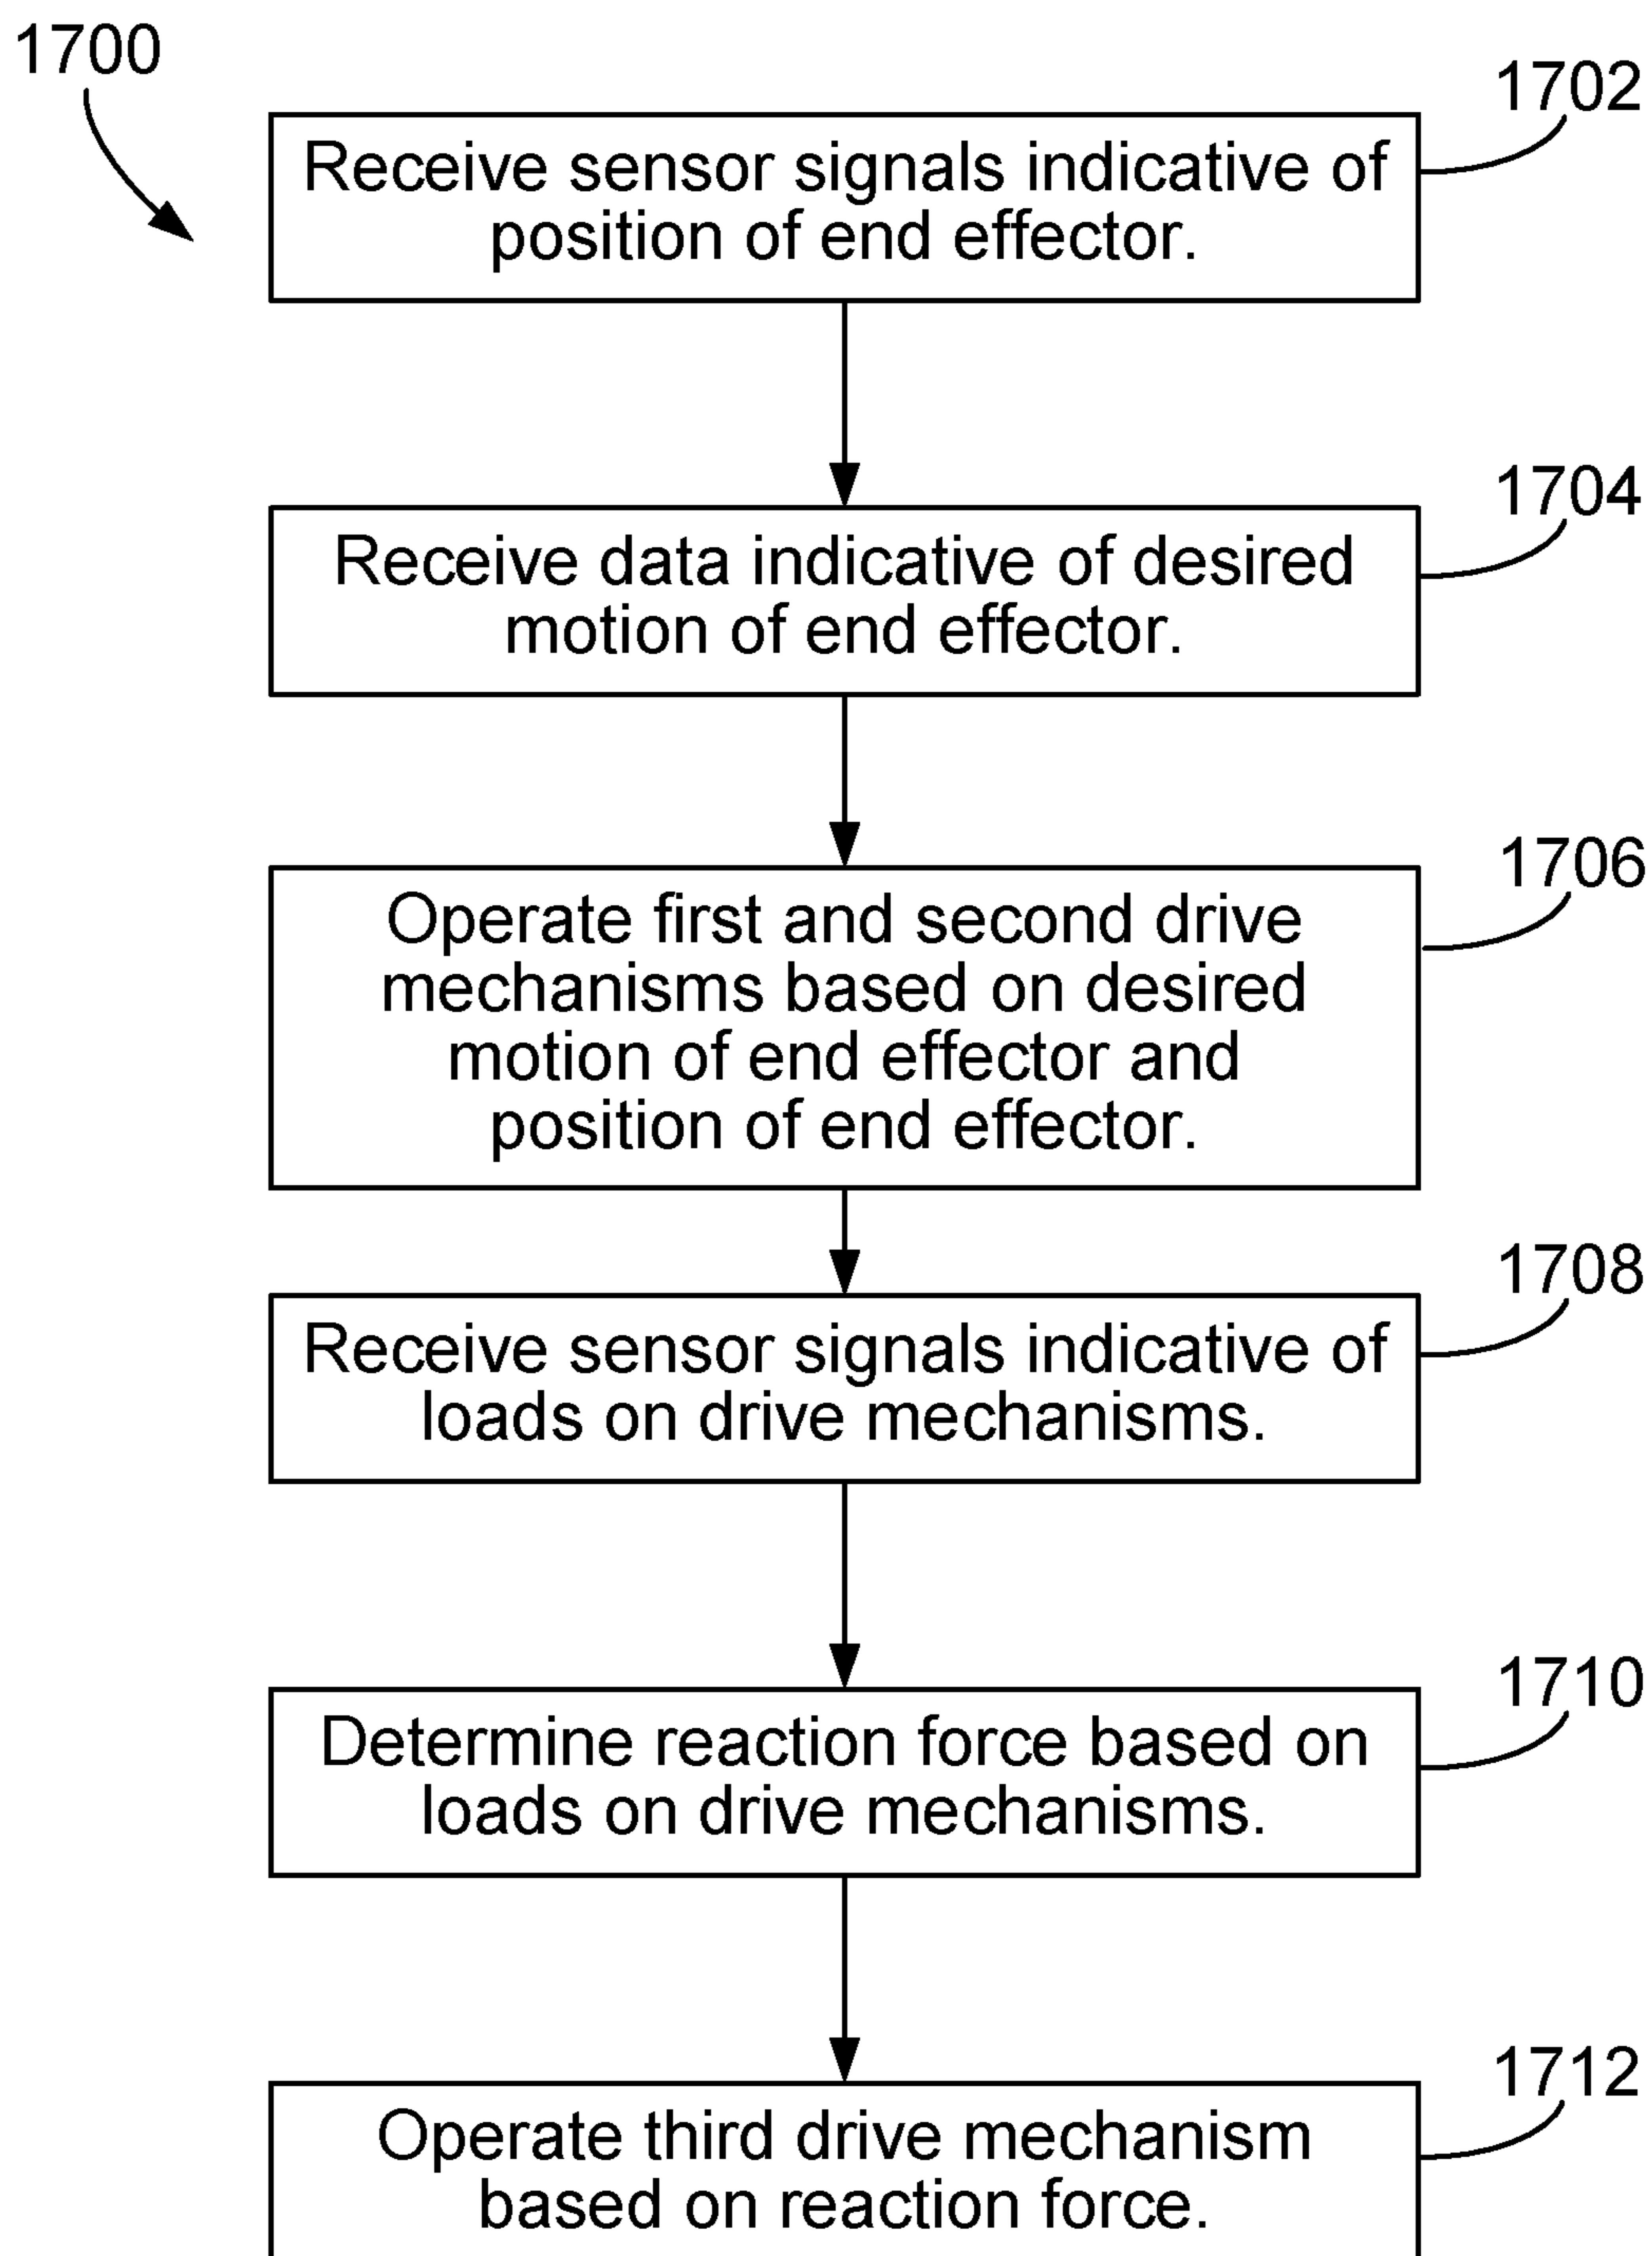 1700
1702
Receive sensor signals indicative of
position of end effector.
1704
Receive data indicative of desired
motion of end effector.
1706
Operate first and second drive
mechanisms based on desired
motion of end effector and
position of end effector.
1708
Receive sensor signals indicative of
loads on drive mechanisms.
1710
Determine reaction force based on
loads on drive mechanisms.
1712
Operate third drive mechanism
based on reaction force.